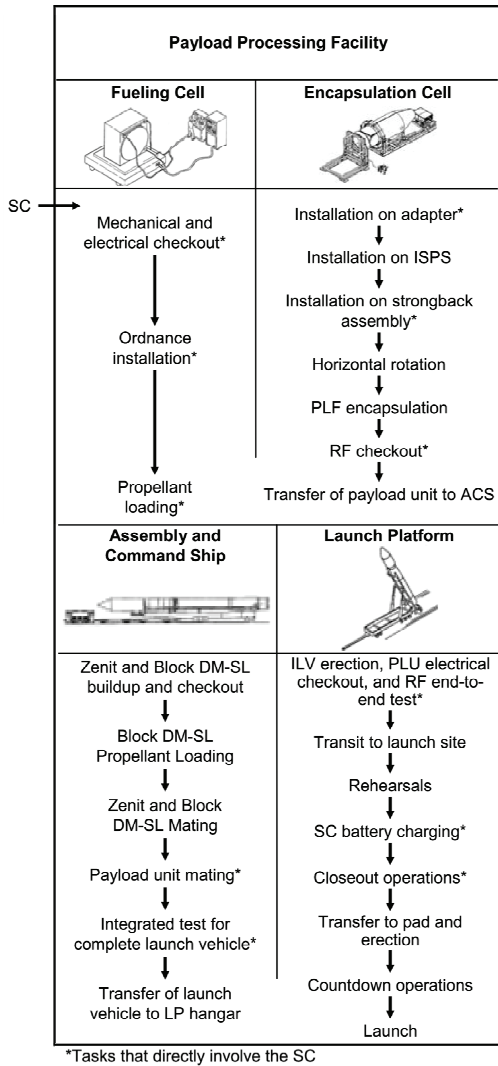 Payload Processing Facility
Fueling Cell
Encapsulation Cell
SC
Mechanical and
electrical checkout*
Ordnance
installation*
Propellant
loading*
Installation on adapter*
Installation on ISPS
Installation on strongback
assembly*
Horizontal rotation
PLF encapsulation
RF checkout*
Transfer of payload unit to ACS
Assembly and
Command Ship
Launch Platform
Zenit and Block DM-SL
buildup and checkout
Block DM-SL
Propellant Loading
Zenit and Block
DM-SL Mating
Payload unit mating*
Integrated test for
complete launch vehicle*
Transfer of launch
vehicle to LP hangar
ILV erection, PLU electrical
checkout, and RF end-to-
end test*
Transit to launch site
Rehearsals
SC battery charging*
Closeout operations*
Transfer to pad and
erection
Countdown operations
Launch
*Tasks that directly involve the SC